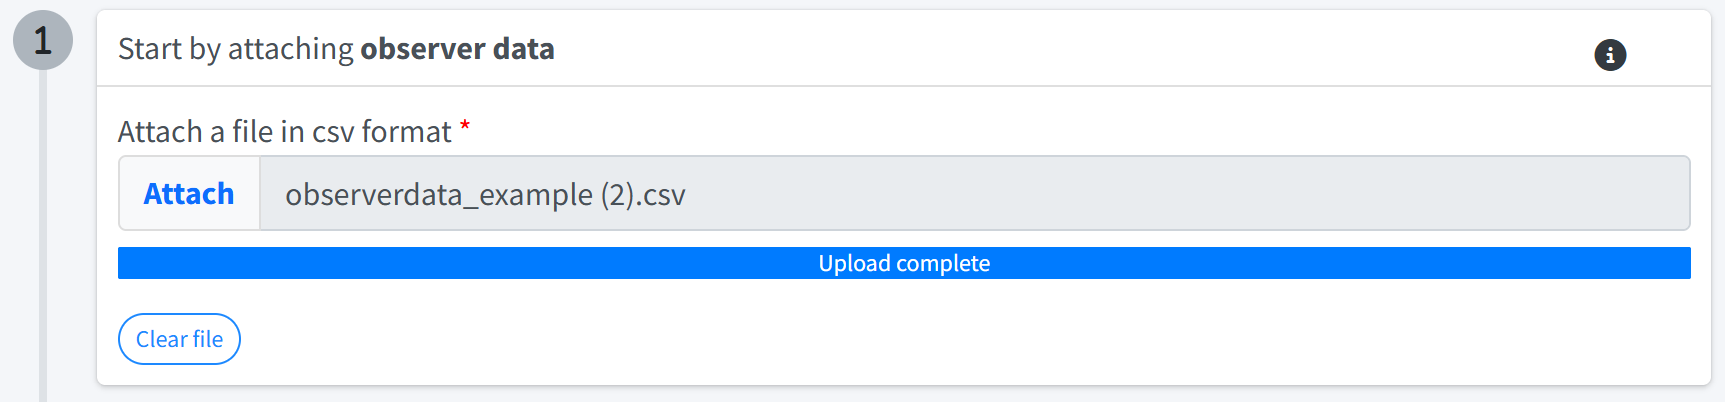 1
Start by attaching observer data
Attach a file in csv format *
Attach
observerdata_example (2).csv
Upload complete
Clear file